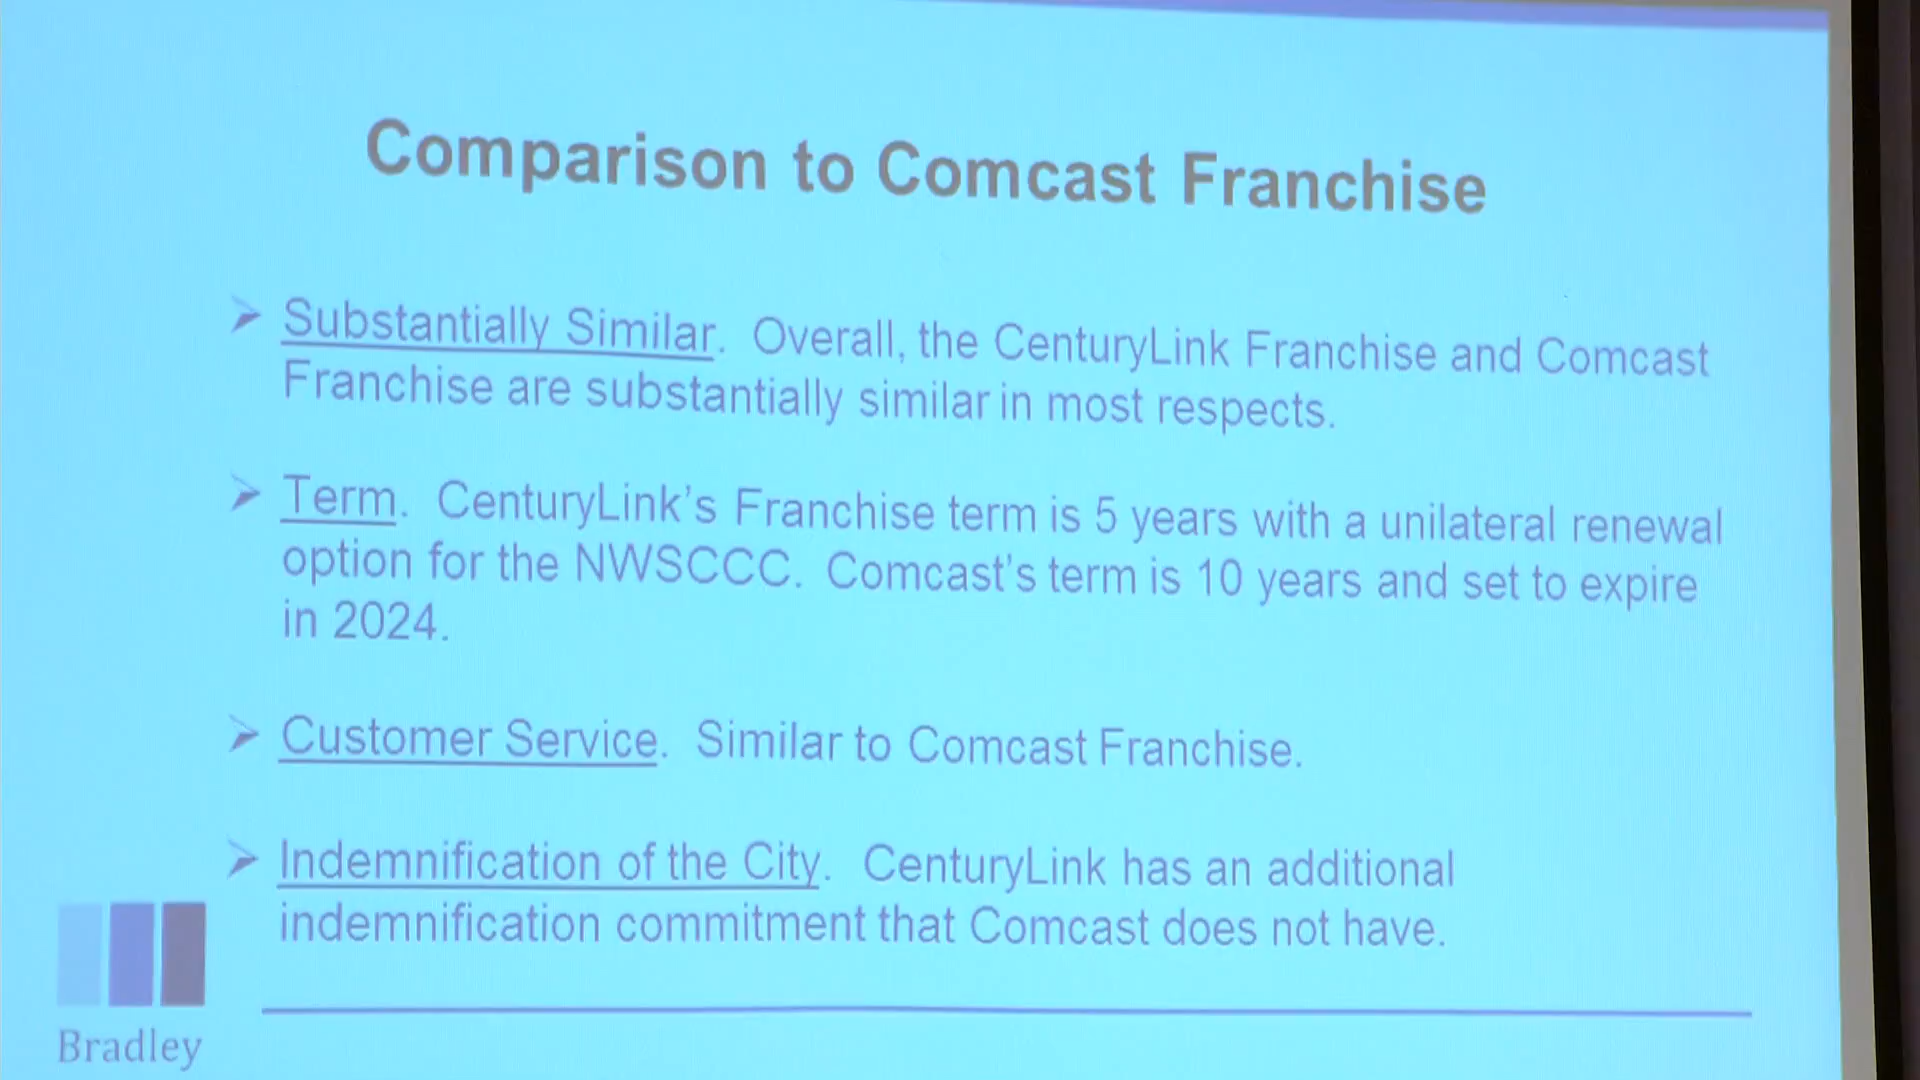 Comparison to Comcast Franchise
➢ Substantially Similar. Overall, the CenturyLink Franchise and Comcast
Franchise are substantially similar in most respects.
➢ Term. CenturyLink's Franchise term is 5 years with a unilateral renewal
option for the NWSCCC. Comcast's term is 10 years and set to expire
in 2024.
➢ Customer Service. Similar to Comcast Franchise.
➢ Indemnification of the City. CenturyLink has an additional
indemnification commitment that Comcast does not have.
Bradley